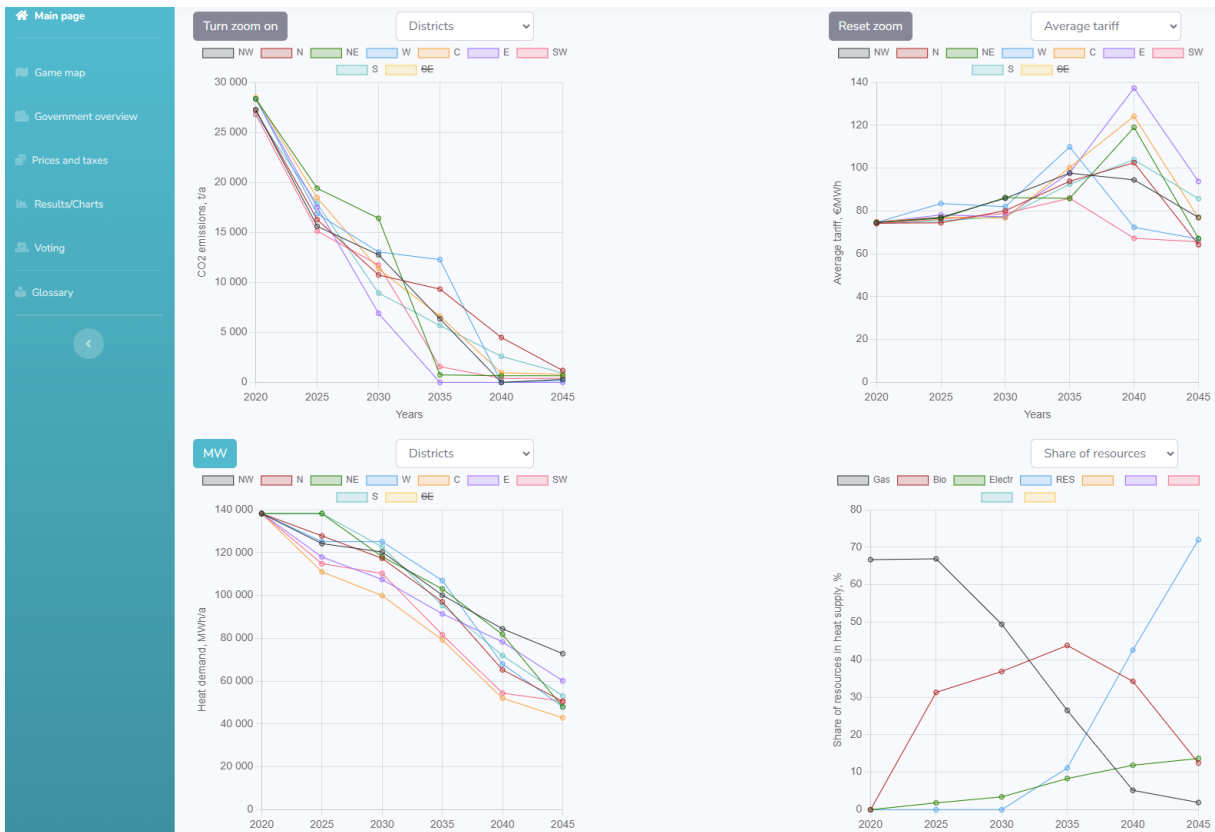 Main page
Game map
Government overview
Prices and taxes
Results/Charts
Voting
Glossary
Turn zoom on
Districts
NW N NE W C E SW
S SE
30 000
25 000
20 000
15 000
10 000
5 000
0
CO2 emissions, t/a
2020 2025 2030 2035 2040 2045
Years
Reset zoom
Average tariff
NW N NE W C E SW
S SE
140
120
100
80
60
40
20
0
Average tariff, €MWh
2020 2025 2030 2035 2040 2045
Years
MW
Districts
NW N NE W C E SW
S SE
140 000
120 000
100 000
80 000
60 000
40 000
20 000
0
Heat demand, MWh/a
2020 2025 2030 2035 2040 2045
Share of resources
Gas Bio Electr RES
80
70
60
50
40
30
20
10
0
Share of resources in heat supply, %
2020 2025 2030 2035 2040 2045